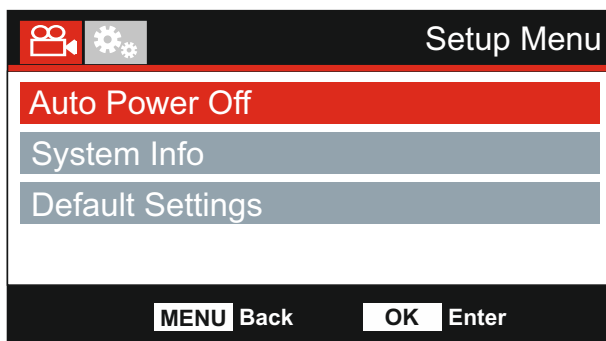 Setup Menu
Auto Power Off
System Info
Default Settings
MENU Back OK Enter